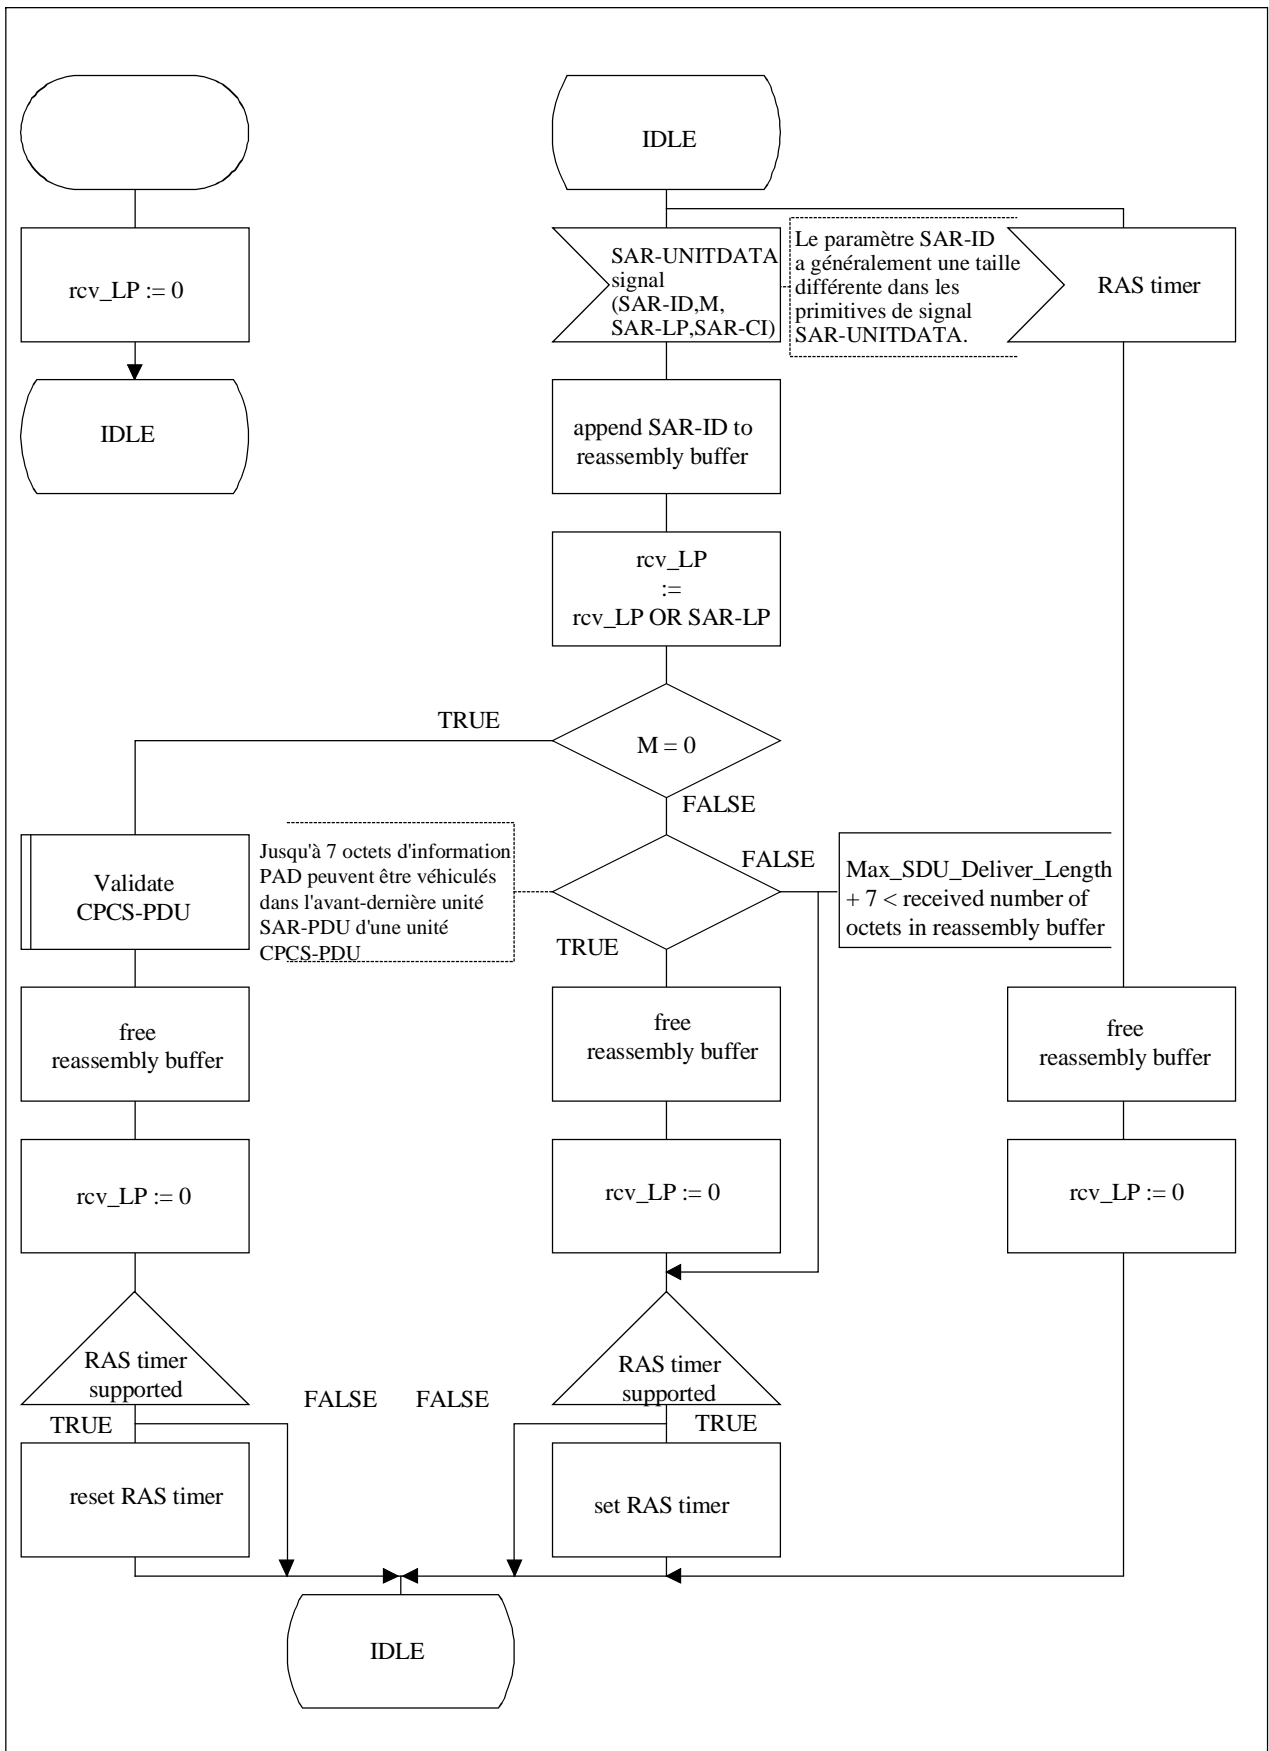 IDLE
rcv_LP := 0
SAR-UNITDATA
signal
(SAR-ID,M,
SAR-LP,SAR-CI)
Le paramètre SAR-ID
a généralement une taille
différente dans les
primitives de signal
SAR-UNITDATA.
RAS timer
IDLE
append SAR-ID to
reassembly buffer
rcv_LP
:=
rcv_LP OR SAR-LP
TRUE
M = 0
FALSE
Validate
CPCS-PDU
Jusqu'à 7 octets d'information
PAD peuvent être véhiculés
dans l'avant-dernière unité
SAR-PDU d'une unité
CPCS-PDU
FALSE
TRUE
Max_SDU_Deliver_Length
+ 7 < received number of
octets in reassembly buffer
free
reassembly buffer
free
reassembly buffer
free
reassembly buffer
rcv_LP := 0
rcv_LP := 0
rcv_LP := 0
RAS timer
supported
RAS timer
supported
TRUE
FALSE
FALSE
TRUE
reset RAS timer
set RAS timer
IDLE